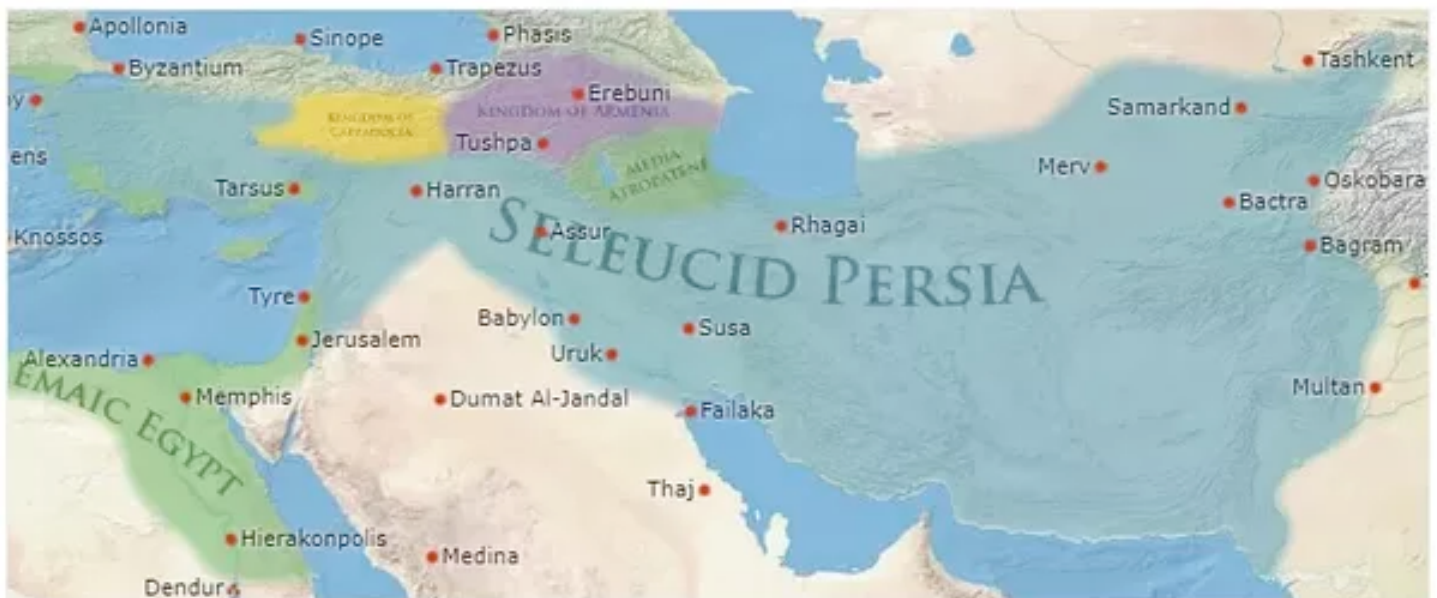 Apollonia
Sinope
Phasis
Byzantium
Trapezus
Tashkent
y
Erebuni
Samarkand
KINGDOM OF ARMENIA
KINGDOM OF
CAPPADOCIA
Tushpa
ens
MEDIA
ATROPATENE
Merv
Tarsus
Harran
Oskobara
Bactra
Knossos
Assur
Rhagai
Bagram
SELEUCID PERSIA
Tyre
Babylon
Susa
Jerusalem
Uruk
Alexandria
EMAIC EGYPT
Memphis
Dumat Al-Jandal
Failaka
Multan
Thaj
Hierakonpolis
Medina
Dendur